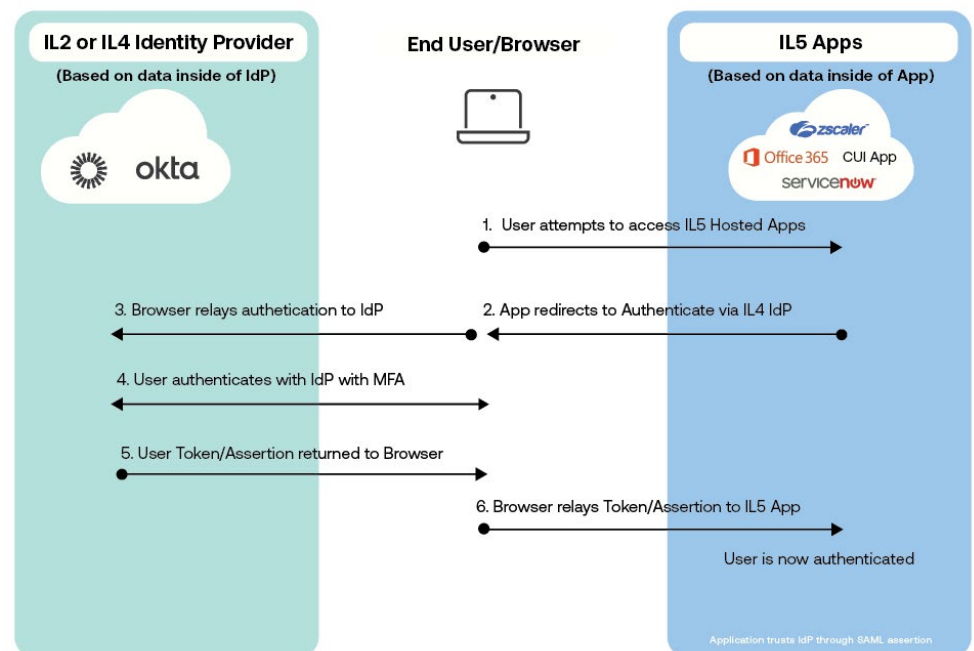 IL2 or IL4 Identity Provider
(Based on data inside of IdP)
okta
End User/Browser
IL5 Apps
(Based on data inside of App)
zscaler
Office 365 CUI App
servicenow
1. User attempts to access IL5 Hosted Apps
3. Browser relays authetication to IdP
2. App redirects to Authenticate via IL4 IdP
4. User authenticates with IdP with MFA
5. User Token/Assertion returned to Browser
6. Browser relays Token/Assertion to IL5 App
User is now authenticated
Application trusts IdP through SAML assertion